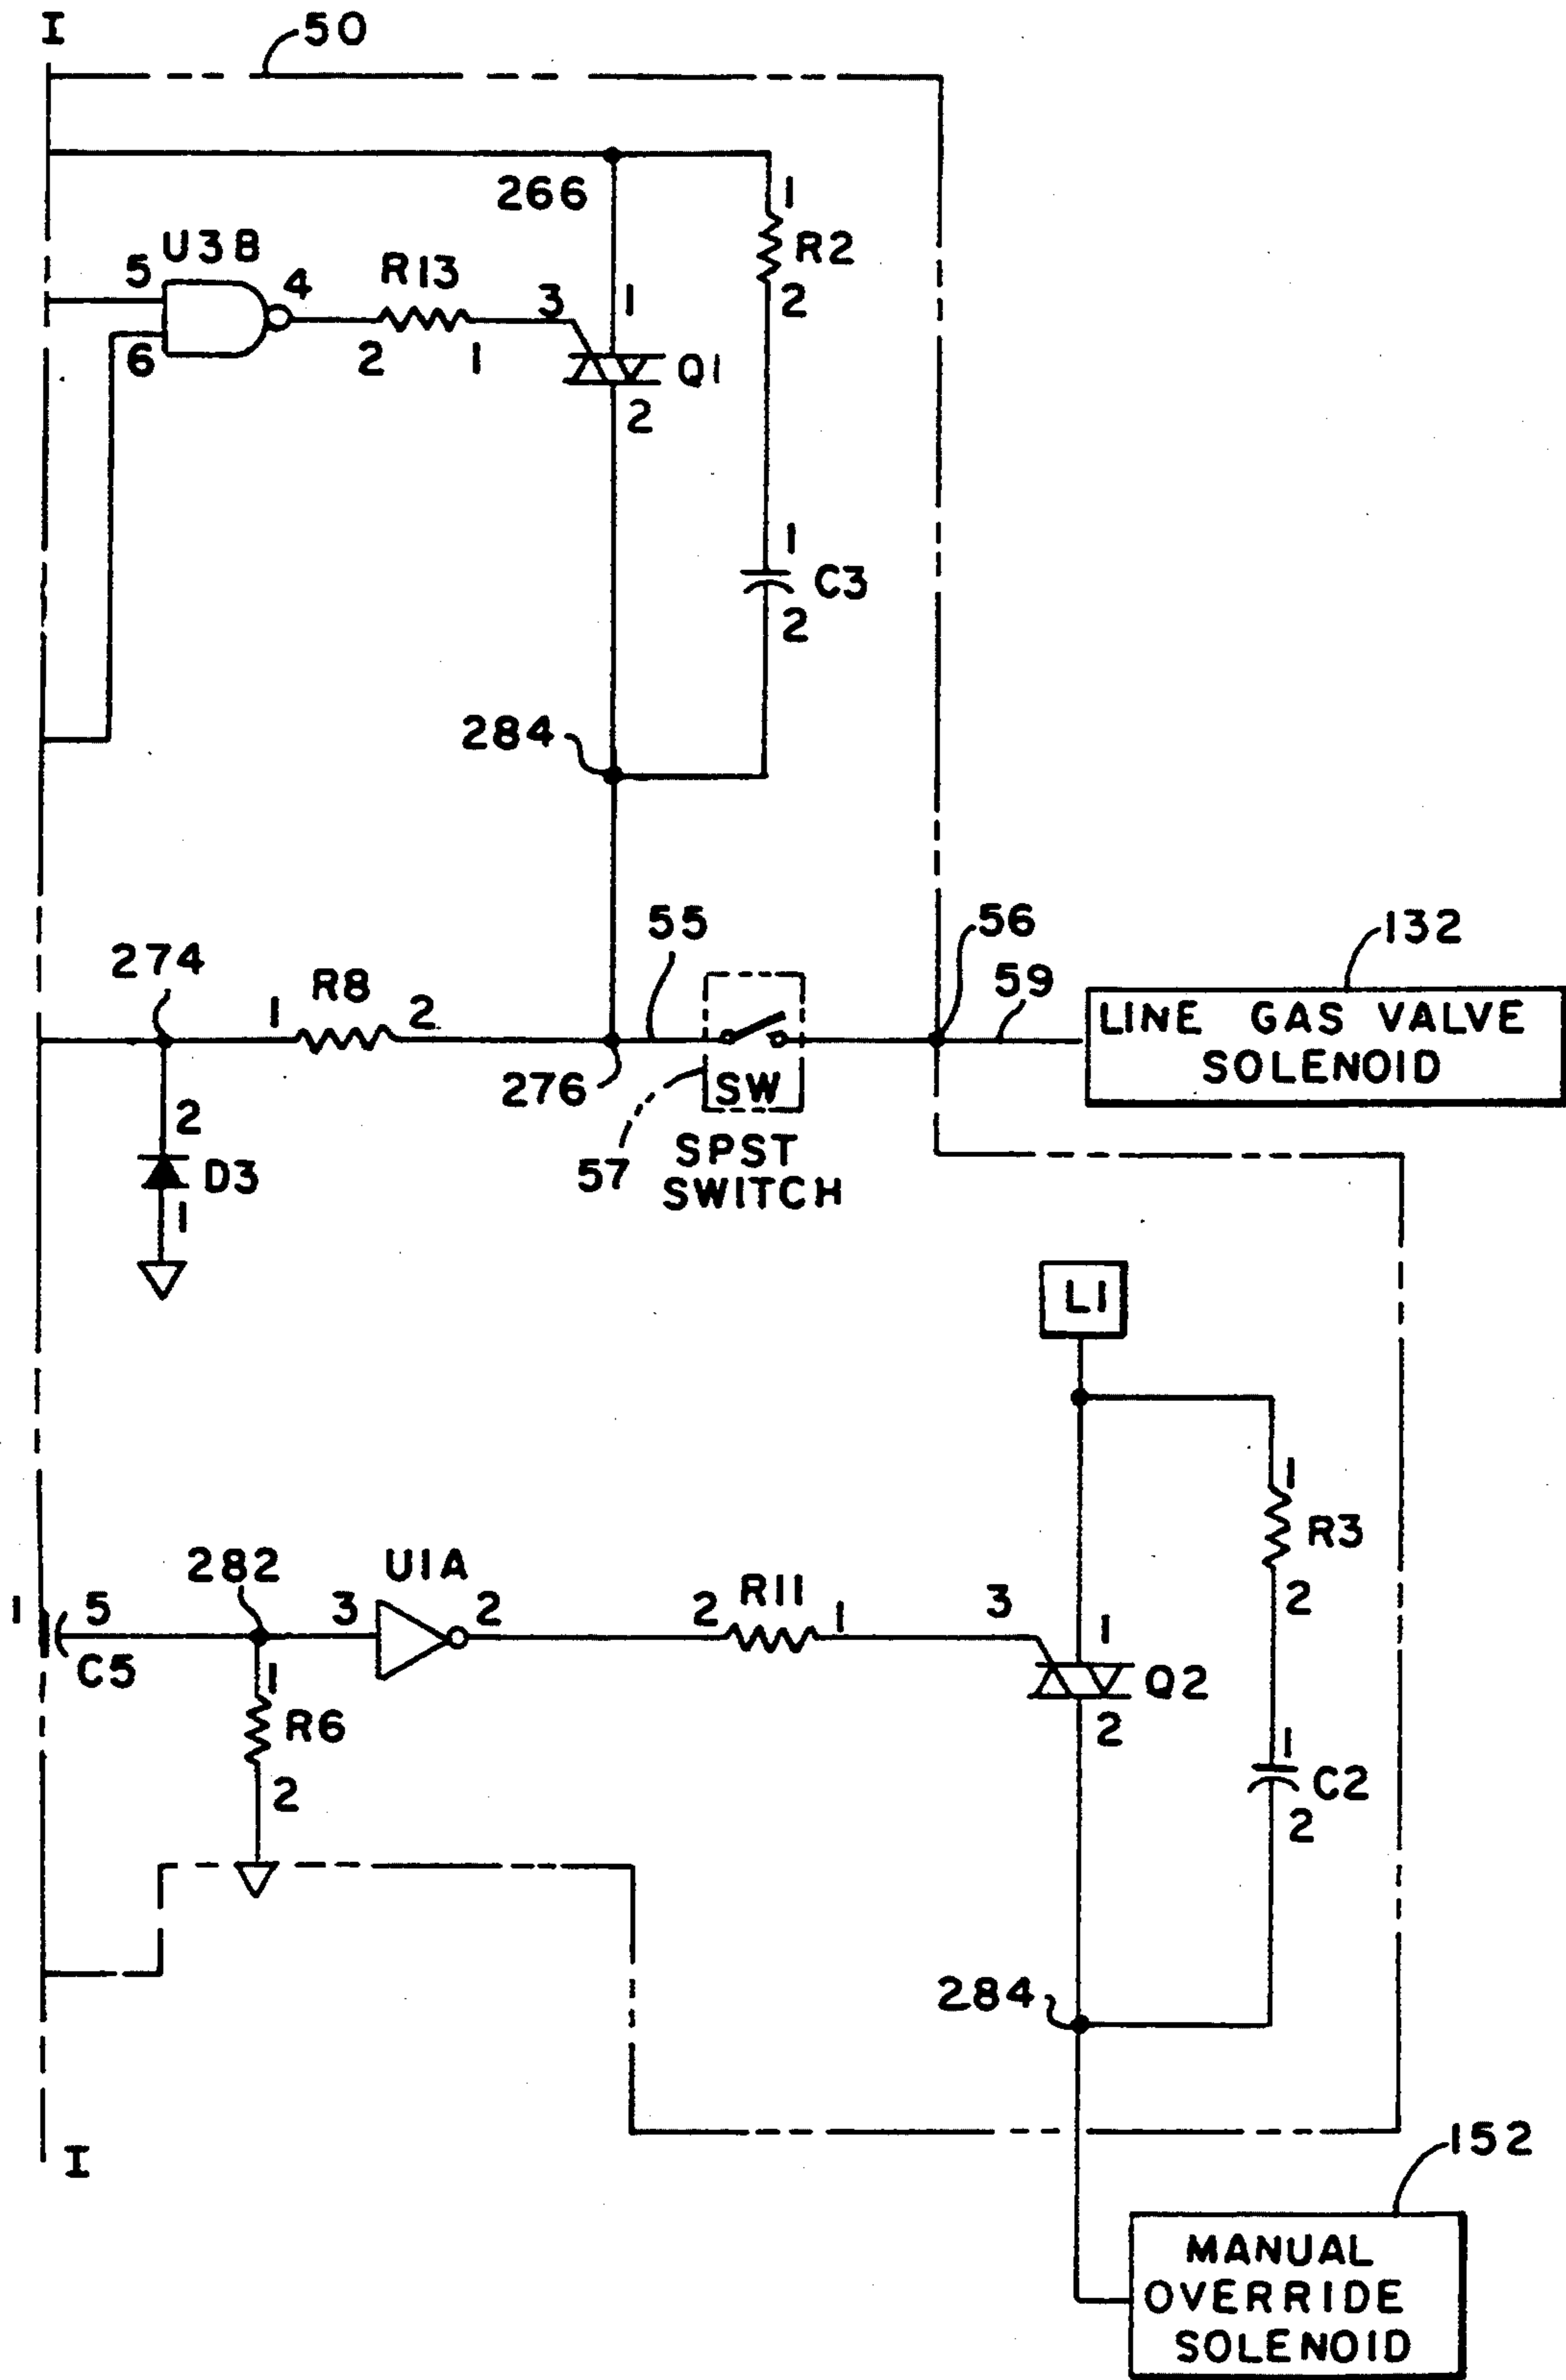 I
50
266
1
R2
2
U3B
5
4
6
R13
2
1
3
1
Q1
2
1
C3
2
284
274
1
R8
2
55
56
59
132
LINE GAS VALVE
SOLENOID
276
SW
57
SPST
SWITCH
2
D3
1
L1
1
R3
2
282
U1A
1
5
C5
3
2
R11
2
1
3
1
Q2
2
1
R6
2
1
C2
2
284
I
152
MANUAL
OVERRIDE
SOLENOID